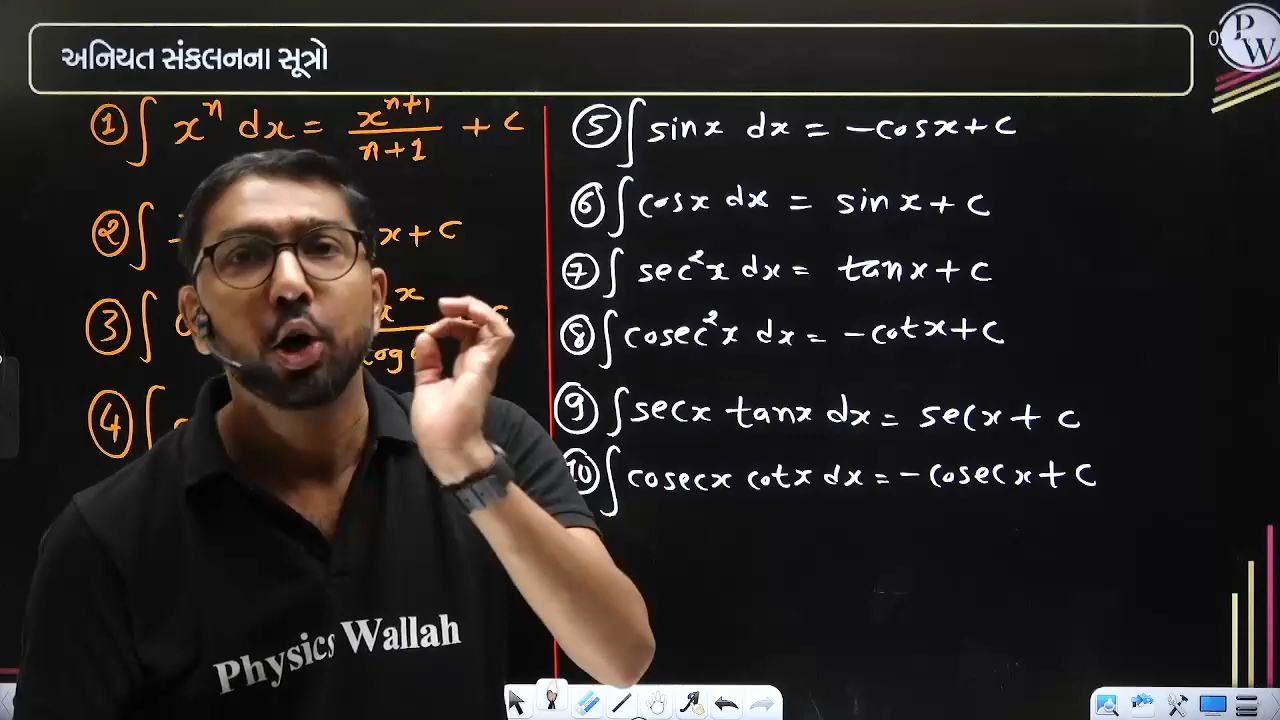 અનિયત સંકલનના સૂત્રો
PW
① ∫ xⁿ dx = xⁿ⁺¹ / n+1 + c
② ∫ x + c
③ ∫ x c
④ ∫
⑤ ∫ sin x dx = -cos x + c
⑥ ∫ cos x dx = sin x + c
⑦ ∫ sec²x dx = tan x + c
⑧ ∫ cosec²x dx = -cot x + c
⑨ ∫ sec x tan x dx = sec x + c
⑩ ∫ cosec x cot x dx = - cosec x + c
Physics Wallah